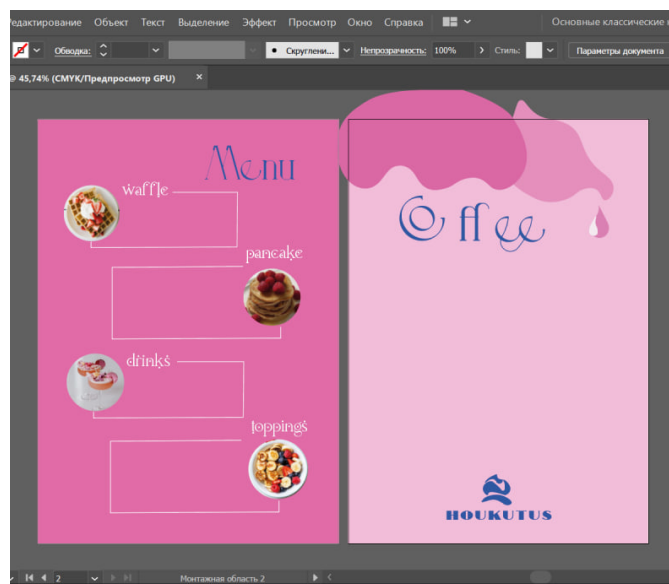 Редактирование Объект Текст Выделение Эффект Просмотр Окно Справка Основные классические
Обводка: Скруглени... Непрозрачность: 100% Стиль: Параметры документа
@ 45,74% (CMYK/Предпросмотр GPU) ×
Menu
waffle
pancake
drinks
toppings
Coffee
HOUKUTUS
2 Монтажная область 2